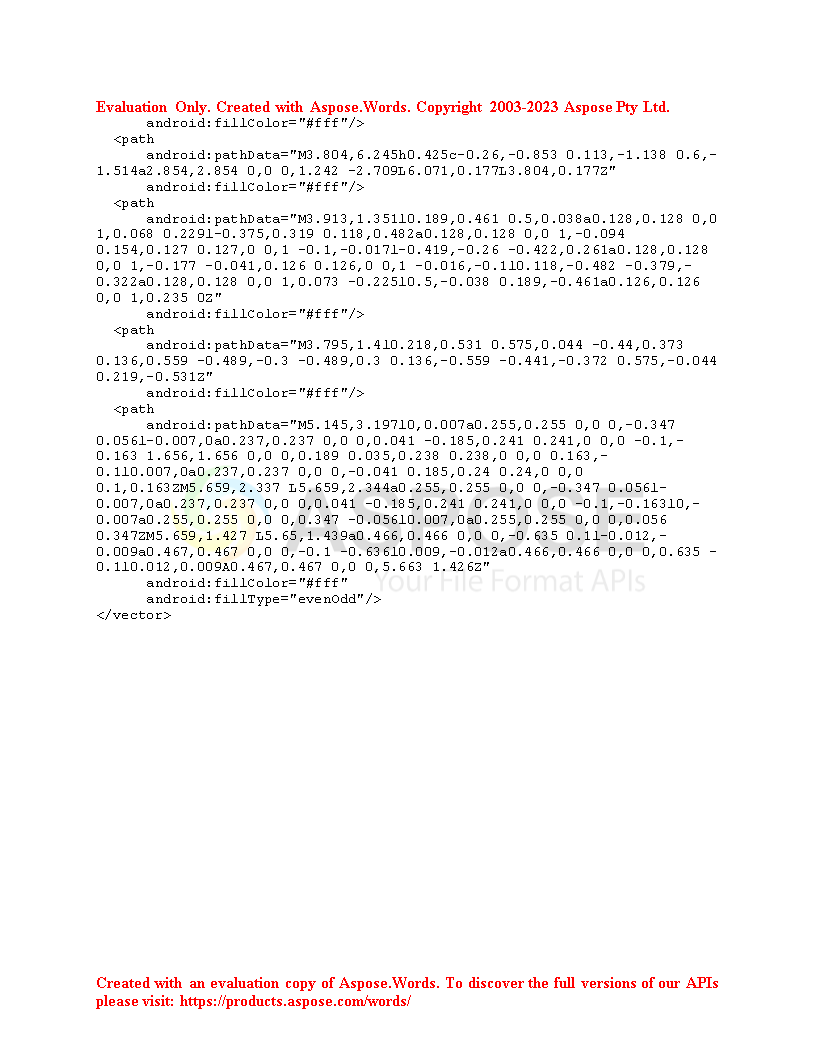 Evaluation Only. Created with Aspose.Words. Copyright 2003-2023 Aspose Pty Ltd.
android:fillColor="#fff"/>
<path
android:pathData="M3.804,6.245h0.425c-0.26,-0.853 0.113,-1.138 0.6,-
1.514a2.854,2.854 0,0 0,1.242 -2.709L6.071,0.177L3.804,0.177Z"
android:fillColor="#fff"/>
<path
android:pathData="M3.913,1.351l0.189,0.461 0.5,0.038a0.128,0.128 0,0
1,0.068 0.229l-0.375,0.319 0.118,0.482a0.128,0.128 0,0 1,-0.094
0.154,0.127 0.127,0 0,1 -0.1,-0.017l-0.419,-0.26 -0.422,0.261a0.128,0.128
0,0 1,-0.177 -0.041,0.126 0.126,0 0,1 -0.016,-0.1l0.118,-0.482 -0.379,-
0.322a0.128,0.128 0,0 1,0.073 -0.225l0.5,-0.038 0.189,-0.461a0.126,0.126
0,0 1,0.235 0Z"
android:fillColor="#fff"/>
<path
android:pathData="M3.795,1.4l0.218,0.531 0.575,0.044 -0.44,0.373
0.136,0.559 -0.489,-0.3 -0.489,0.3 0.136,-0.559 -0.441,-0.372 0.575,-0.044
0.219,-0.531Z"
android:fillColor="#fff"/>
<path
android:pathData="M5.145,3.197l0,0.007a0.255,0.255 0,0 0,-0.347
0.056l-0.007,0a0.237,0.237 0,0 0,0.041 -0.185,0.241 0.241,0 0,0 -0.1,-
0.163 1.656,1.656 0,0 0,0.189 0.035,0.238 0.238,0 0,0 0.163,-
0.1l0.007,0a0.237,0.237 0,0 0,-0.041 0.185,0.24 0.24,0 0,0
0.1,0.163ZM5.659,2.337 L5.659,2.344a0.255,0.255 0,0 0,-0.347 0.056l-
0.007,0a0.237,0.237 0,0 0,0.041 -0.185,0.241 0.241,0 0,0 -0.1,-0.163l0,-
0.007a0.255,0.255 0,0 0,0.347 -0.056l0.007,0a0.255,0.255 0,0 0,0.056
0.347ZM5.659,1.427 L5.65,1.439a0.466,0.466 0,0 0,-0.635 0.1l-0.012,-
0.009a0.467,0.467 0,0 0,-0.1 -0.636l0.009,-0.012a0.466,0.466 0,0 0,0.635 -
0.1l0.012,0.009A0.467,0.467 0,0 0,5.663 1.426Z"
android:fillColor="#fff"
android:fillType="evenOdd"/>
</vector>
ASPOSE
Your File Format APIs
Created with an evaluation copy of Aspose.Words. To discover the full versions of our APIs
please visit: https://products.aspose.com/words/